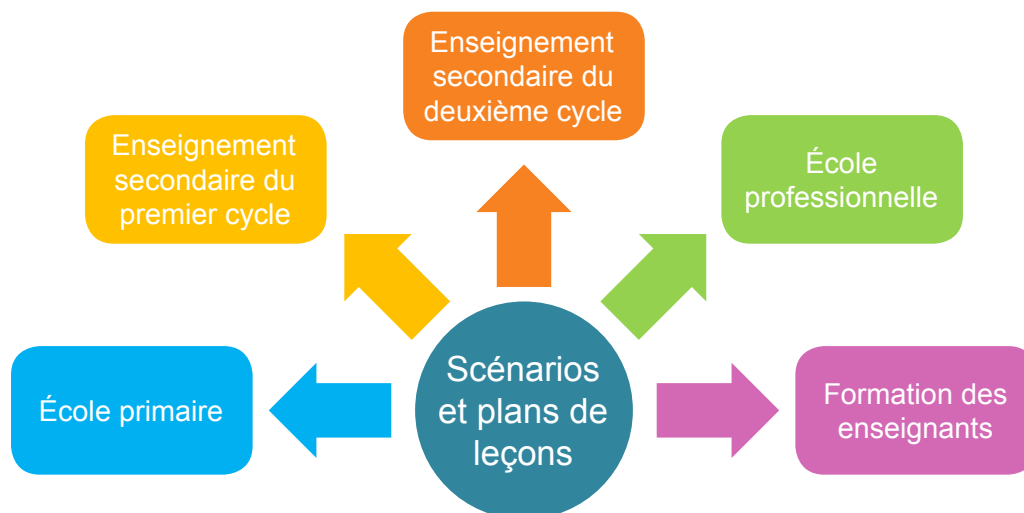 Enseignement
secondaire du
deuxième cycle
Enseignement
secondaire du
premier cycle
École
professionnelle
École primaire
Scénarios
et plans de
leçons
Formation des
enseignants